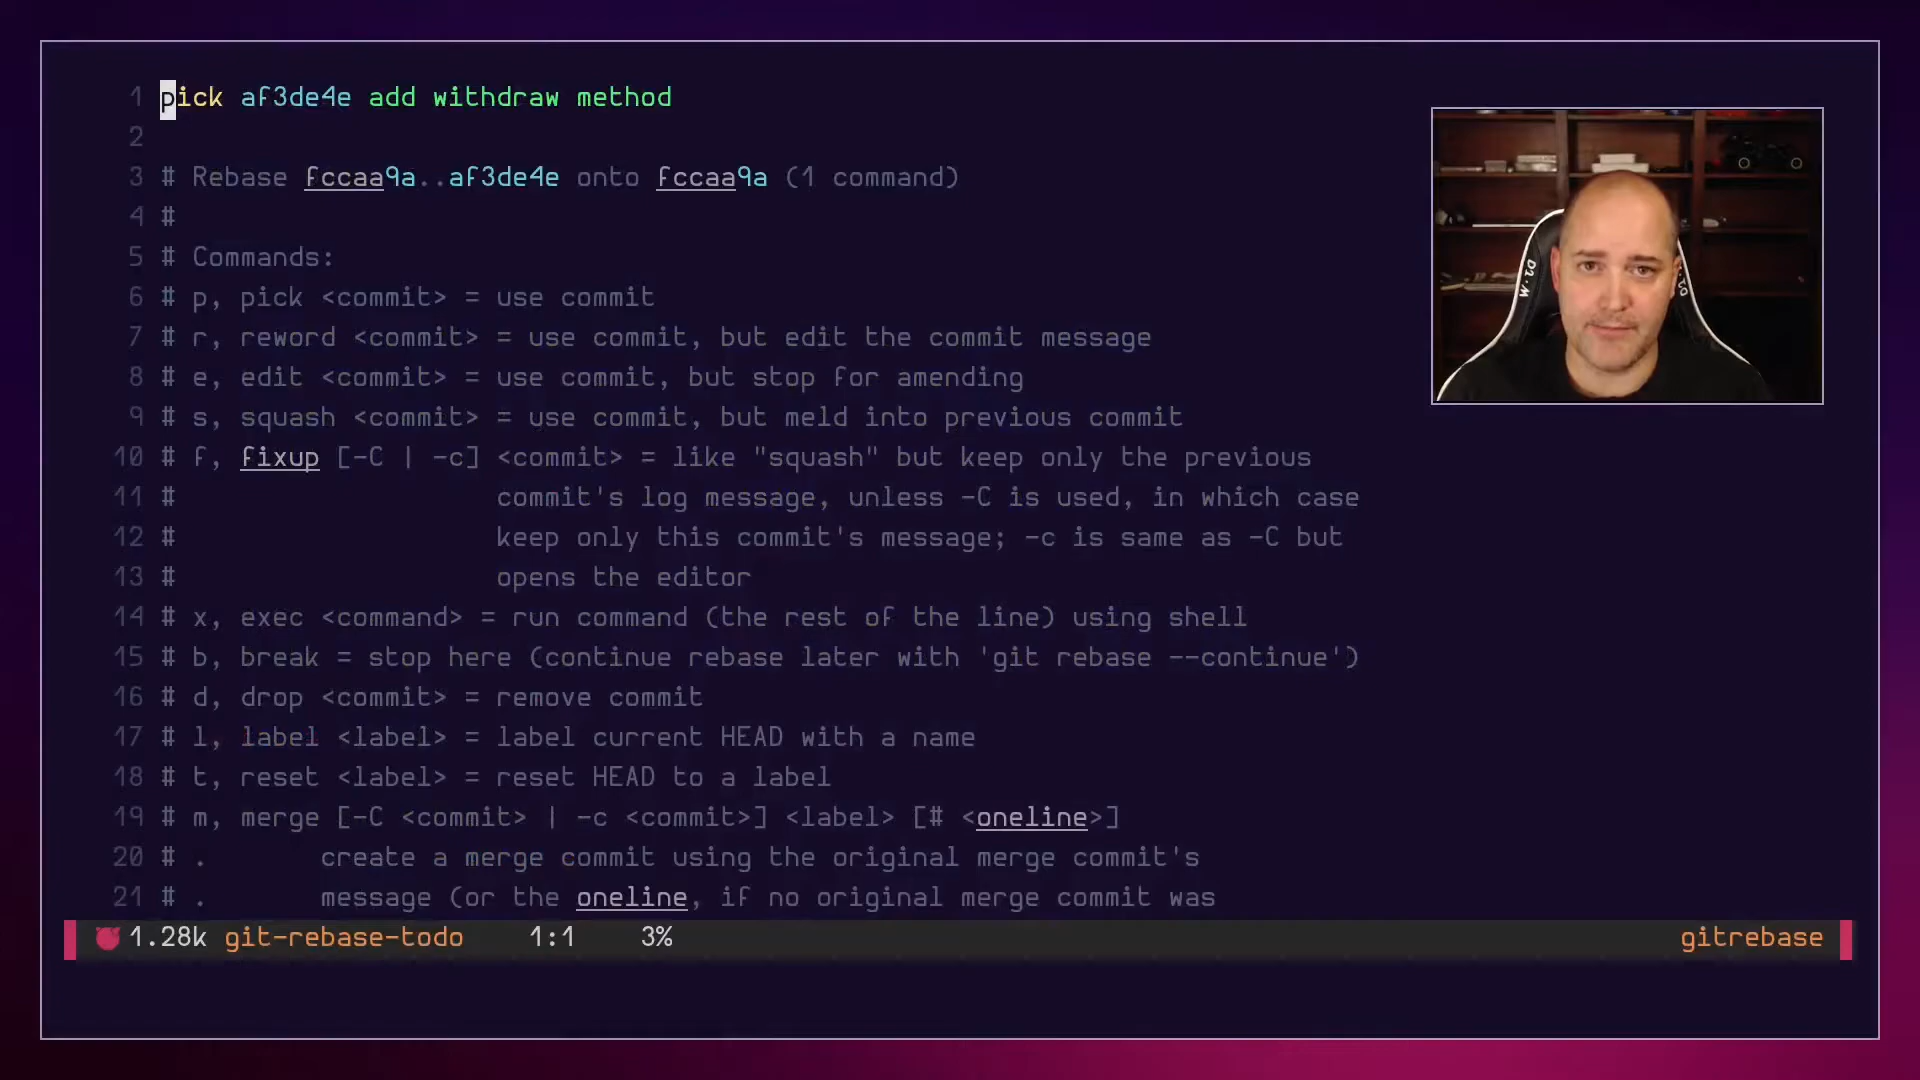 1 pick af3de4e add withdraw method
2
3 # Rebase fccaa9a..af3de4e onto fccaa9a (1 command)
4 #
5 # Commands:
6 # p, pick <commit> = use commit
7 # r, reword <commit> = use commit, but edit the commit message
8 # e, edit <commit> = use commit, but stop for amending
9 # s, squash <commit> = use commit, but meld into previous commit
10 # f, fixup [-C | -c] <commit> = like "squash" but keep only the previous
11 # commit's log message, unless -C is used, in which case
12 # keep only this commit's message; -c is same as -C but
13 # opens the editor
14 # x, exec <command> = run command (the rest of the line) using shell
15 # b, break = stop here (continue rebase later with 'git rebase --continue')
16 # d, drop <commit> = remove commit
17 # l, label <label> = label current HEAD with a name
18 # t, reset <label> = reset HEAD to a label
19 # m, merge [-C <commit> | -c <commit>] <label> [# <oneline>]
20 # . create a merge commit using the original merge commit's
21 # . message (or the oneline, if no original merge commit was
1.28k git-rebase-todo 1:1 3% gitrebase